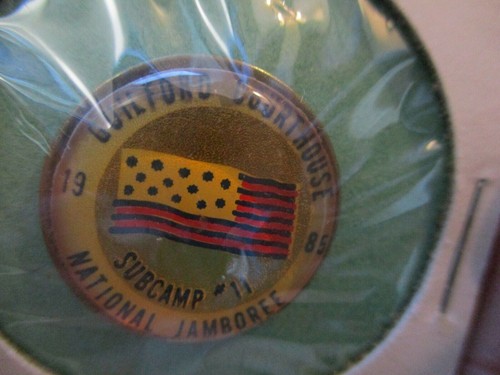 GUILFORD COURTHOUSE
19 85
SUBCAMP #11
NATIONAL JAMBOREE